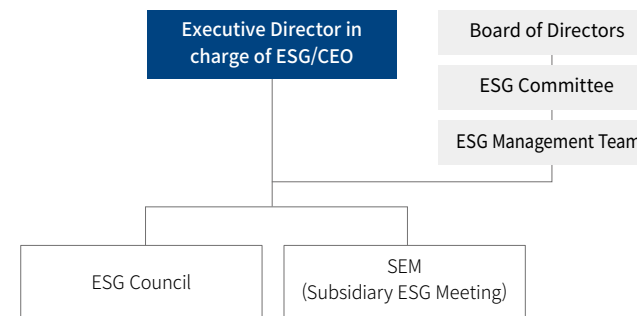 Executive Director in
charge of ESG/CEO
Board of Directors
ESG Committee
ESG Management Team
ESG Council
SEM
(Subsidiary ESG Meeting)